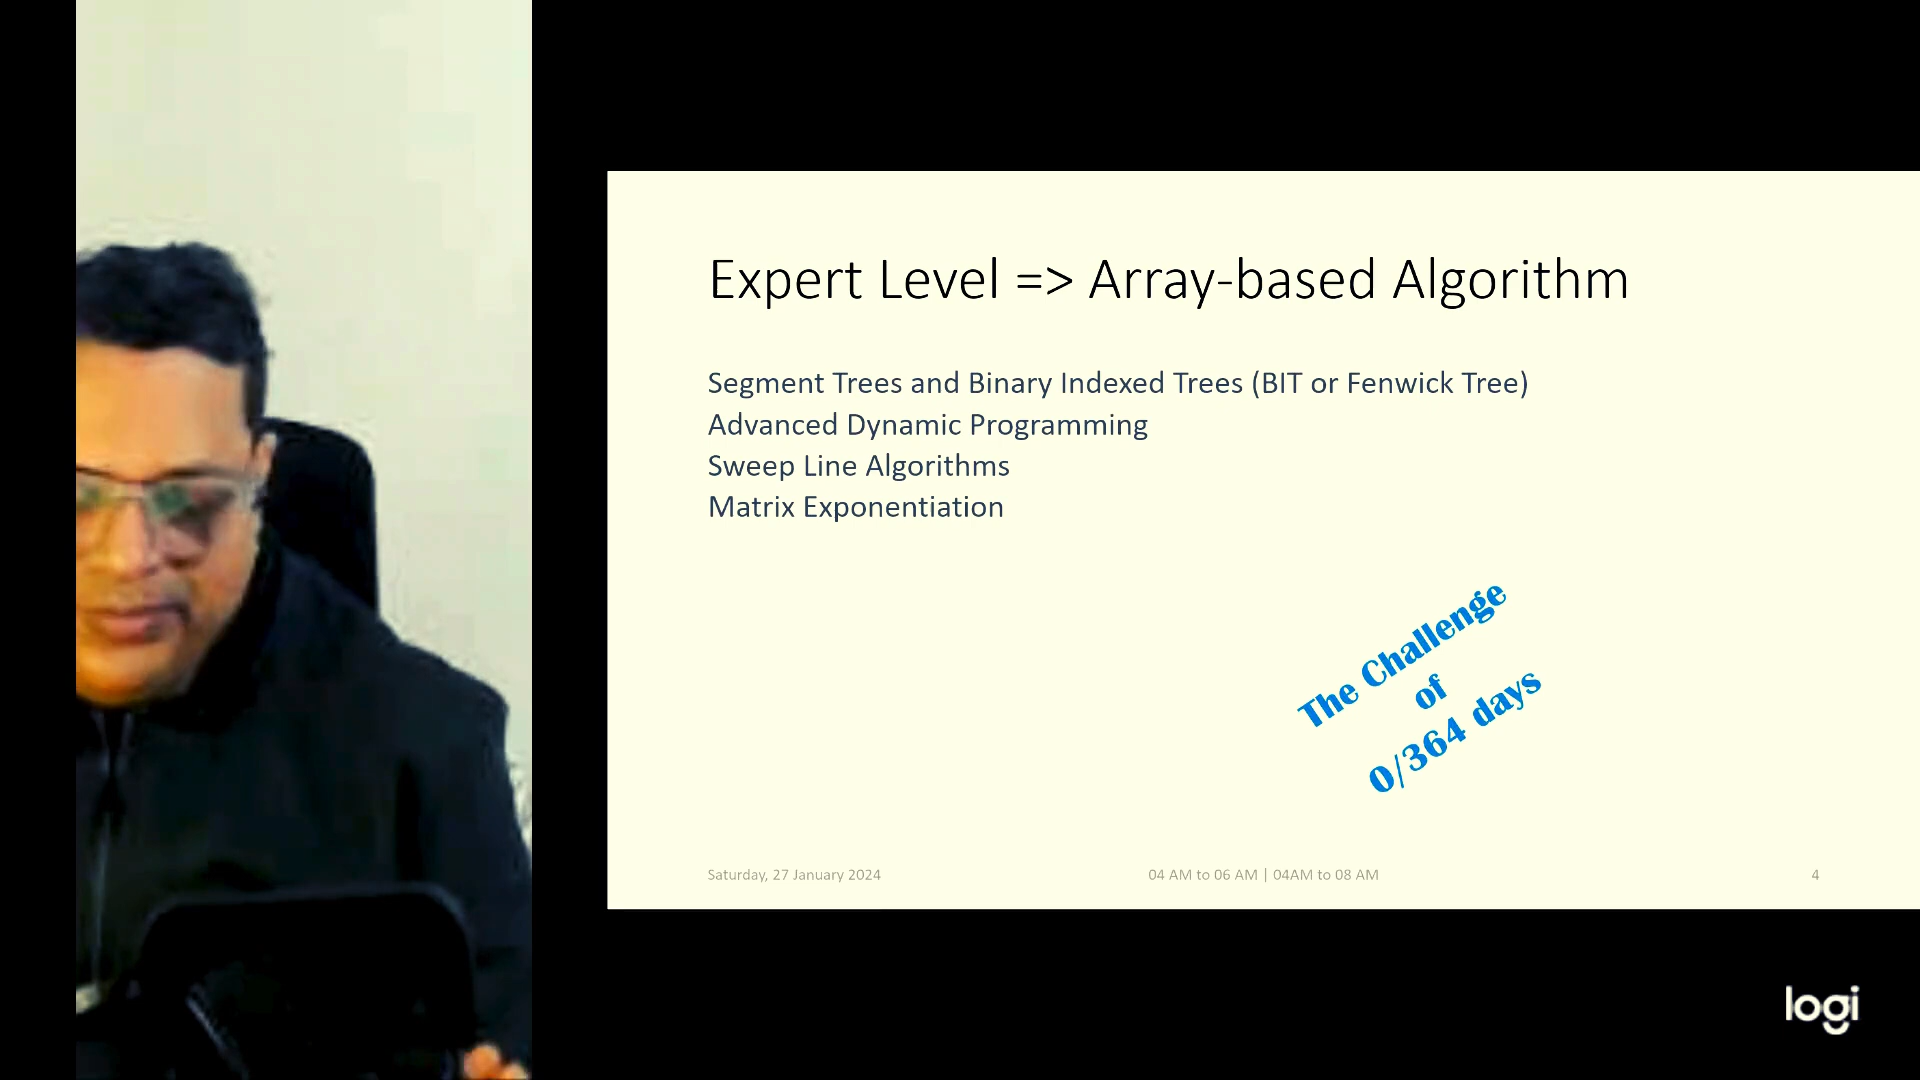 Expert Level => Array-based Algorithm
Segment Trees and Binary Indexed Trees (BIT or Fenwick Tree)
Advanced Dynamic Programming
Sweep Line Algorithms
Matrix Exponentiation
The Challenge
of
0/364 days
Saturday, 27 January 2024
04 AM to 06 AM | 04AM to 08 AM
4
logi